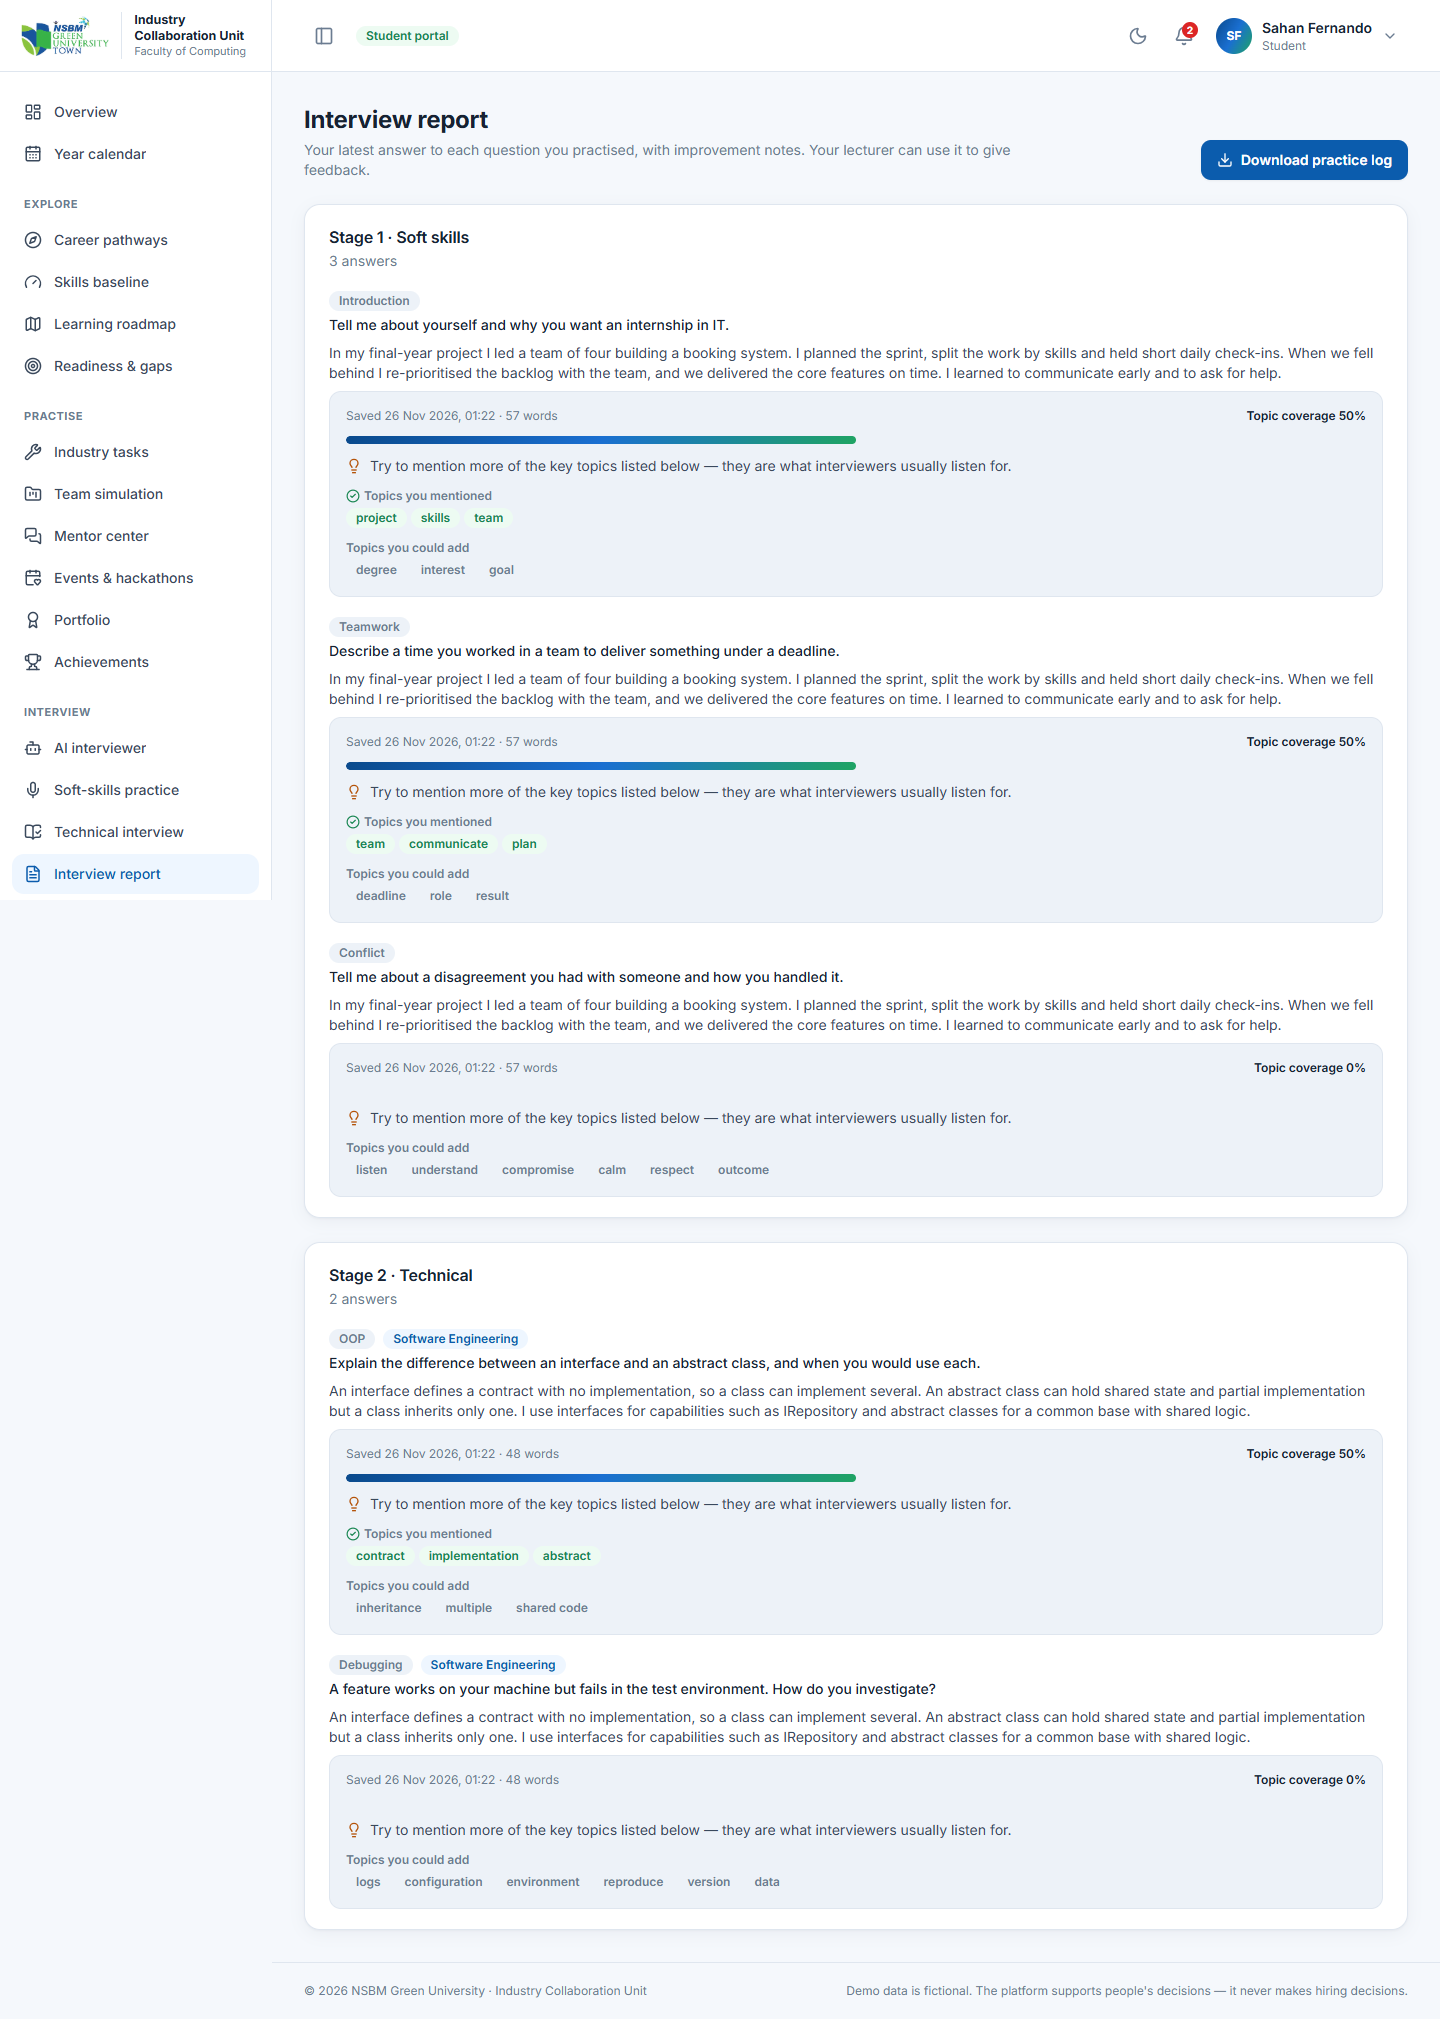 NSBM
GREEN
UNIVERSITY
TOWN
Industry
Collaboration Unit
Faculty of Computing
Student portal
2
SF
Sahan Fernando
Student
Overview
Year calendar
EXPLORE
Career pathways
Skills baseline
Learning roadmap
Readiness & gaps
PRACTISE
Industry tasks
Team simulation
Mentor center
Events & hackathons
Portfolio
Achievements
INTERVIEW
AI interviewer
Soft-skills practice
Technical interview
Interview report
Interview report
Your latest answer to each question you practised, with improvement notes. Your lecturer can use it to give
feedback.
Download practice log
Stage 1 · Soft skills
3 answers
Introduction
Tell me about yourself and why you want an internship in IT.
In my final-year project I led a team of four building a booking system. I planned the sprint, split the work by skills and held short daily check-ins. When we fell
behind I re-prioritised the backlog with the team, and we delivered the core features on time. I learned to communicate early and to ask for help.
Saved 26 Nov 2026, 01:22 · 57 words
Topic coverage 50%
Try to mention more of the key topics listed below — they are what interviewers usually listen for.
Topics you mentioned
project skills team
Topics you could add
degree interest goal
Teamwork
Describe a time you worked in a team to deliver something under a deadline.
In my final-year project I led a team of four building a booking system. I planned the sprint, split the work by skills and held short daily check-ins. When we fell
behind I re-prioritised the backlog with the team, and we delivered the core features on time. I learned to communicate early and to ask for help.
Saved 26 Nov 2026, 01:22 · 57 words
Topic coverage 50%
Try to mention more of the key topics listed below — they are what interviewers usually listen for.
Topics you mentioned
team communicate plan
Topics you could add
deadline role result
Conflict
Tell me about a disagreement you had with someone and how you handled it.
In my final-year project I led a team of four building a booking system. I planned the sprint, split the work by skills and held short daily check-ins. When we fell
behind I re-prioritised the backlog with the team, and we delivered the core features on time. I learned to communicate early and to ask for help.
Saved 26 Nov 2026, 01:22 · 57 words
Topic coverage 0%
Try to mention more of the key topics listed below — they are what interviewers usually listen for.
Topics you could add
listen understand compromise calm respect outcome
Stage 2 · Technical
2 answers
OOP Software Engineering
Explain the difference between an interface and an abstract class, and when you would use each.
An interface defines a contract with no implementation, so a class can implement several. An abstract class can hold shared state and partial implementation
but a class inherits only one. I use interfaces for capabilities such as IRepository and abstract classes for a common base with shared logic.
Saved 26 Nov 2026, 01:22 · 48 words
Topic coverage 50%
Try to mention more of the key topics listed below — they are what interviewers usually listen for.
Topics you mentioned
contract implementation abstract
Topics you could add
inheritance multiple shared code
Debugging Software Engineering
A feature works on your machine but fails in the test environment. How do you investigate?
An interface defines a contract with no implementation, so a class can implement several. An abstract class can hold shared state and partial implementation
but a class inherits only one. I use interfaces for capabilities such as IRepository and abstract classes for a common base with shared logic.
Saved 26 Nov 2026, 01:22 · 48 words
Topic coverage 0%
Try to mention more of the key topics listed below — they are what interviewers usually listen for.
Topics you could add
logs configuration environment reproduce version data
© 2026 NSBM Green University · Industry Collaboration Unit
Demo data is fictional. The platform supports people's decisions — it never makes hiring decisions.